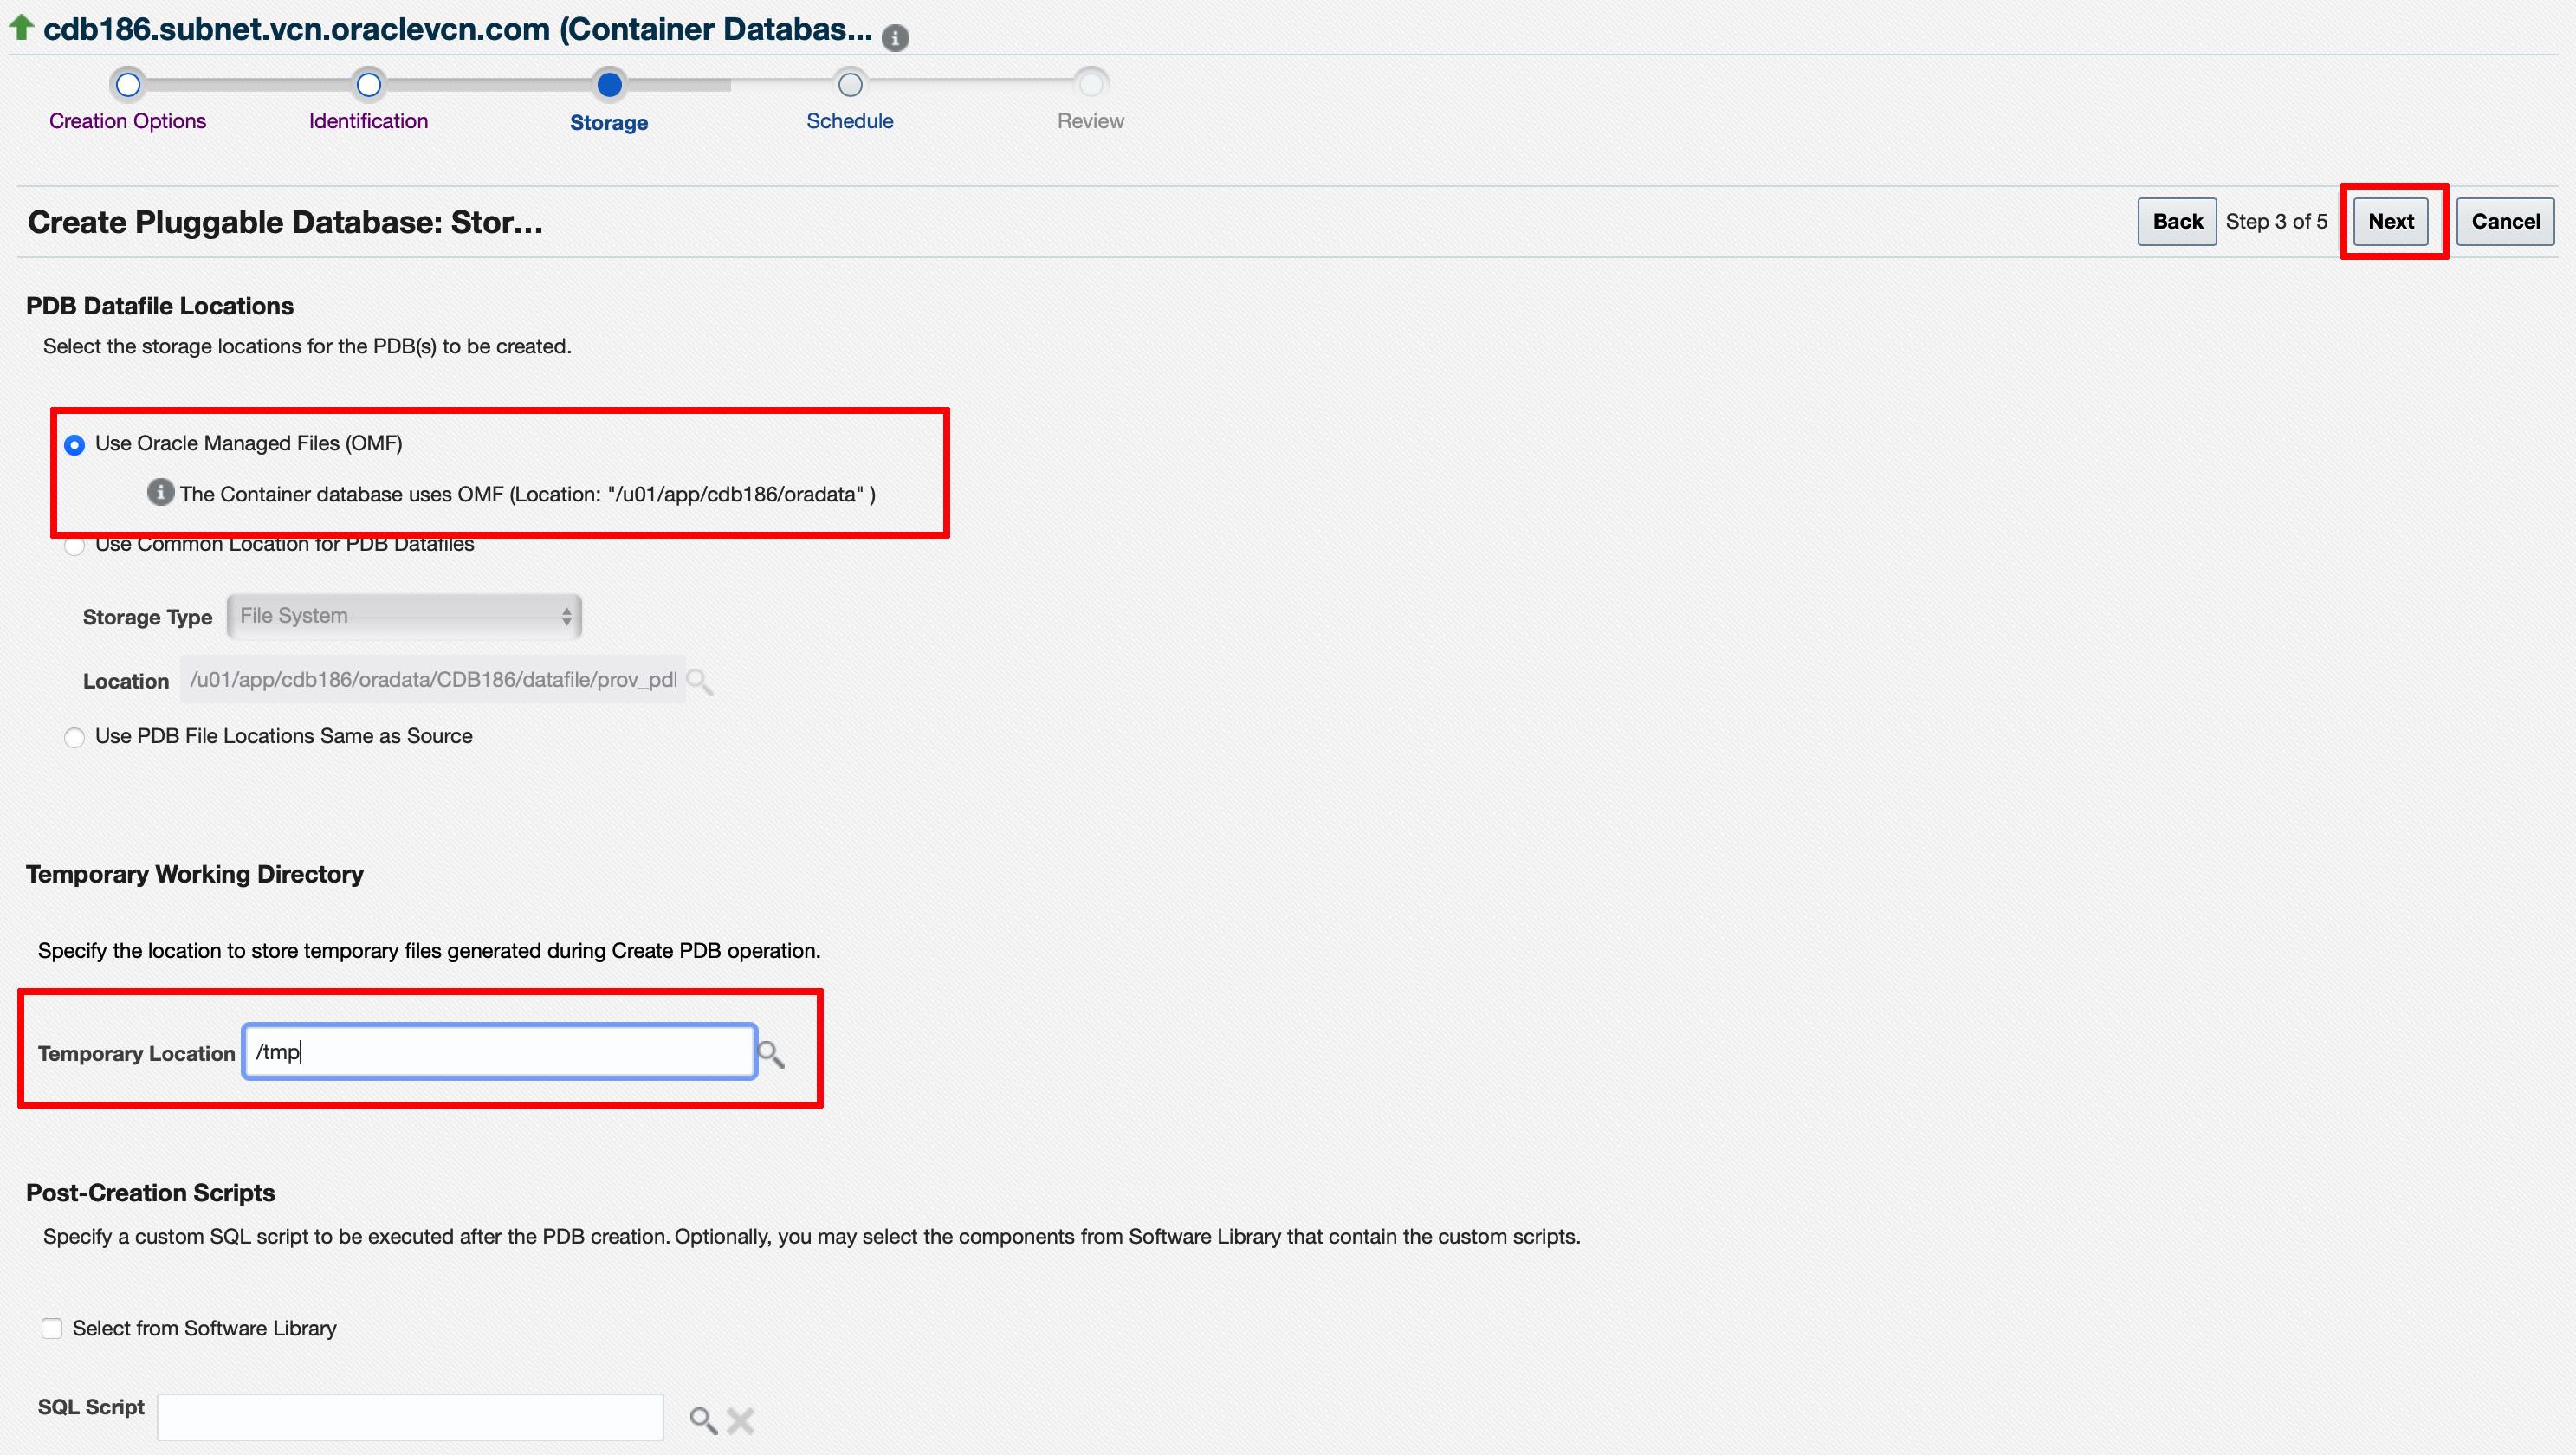 cdb186.subnet.vcn.oraclevcn.com (Container Databas...
Creation Options
Identification
Storage
Schedule
Review
Create Pluggable Database: Stor...
Back
Step 3 of 5
Next
Cancel
PDB Datafile Locations
Select the storage locations for the PDB(s) to be created.
Use Oracle Managed Files (OMF)
The Container database uses OMF (Location: "/u01/app/cdb186/oradata" )
Use Common Location for PDB Datafiles
Storage Type
File System
Location
/u01/app/cdb186/oradata/CDB186/datafile/prov_pd
Use PDB File Locations Same as Source
Temporary Working Directory
Specify the location to store temporary files generated during Create PDB operation.
Temporary Location
/tmp
Post-Creation Scripts
Specify a custom SQL script to be executed after the PDB creation. Optionally, you may select the components from Software Library that contain the custom scripts.
Select from Software Library
SQL Script